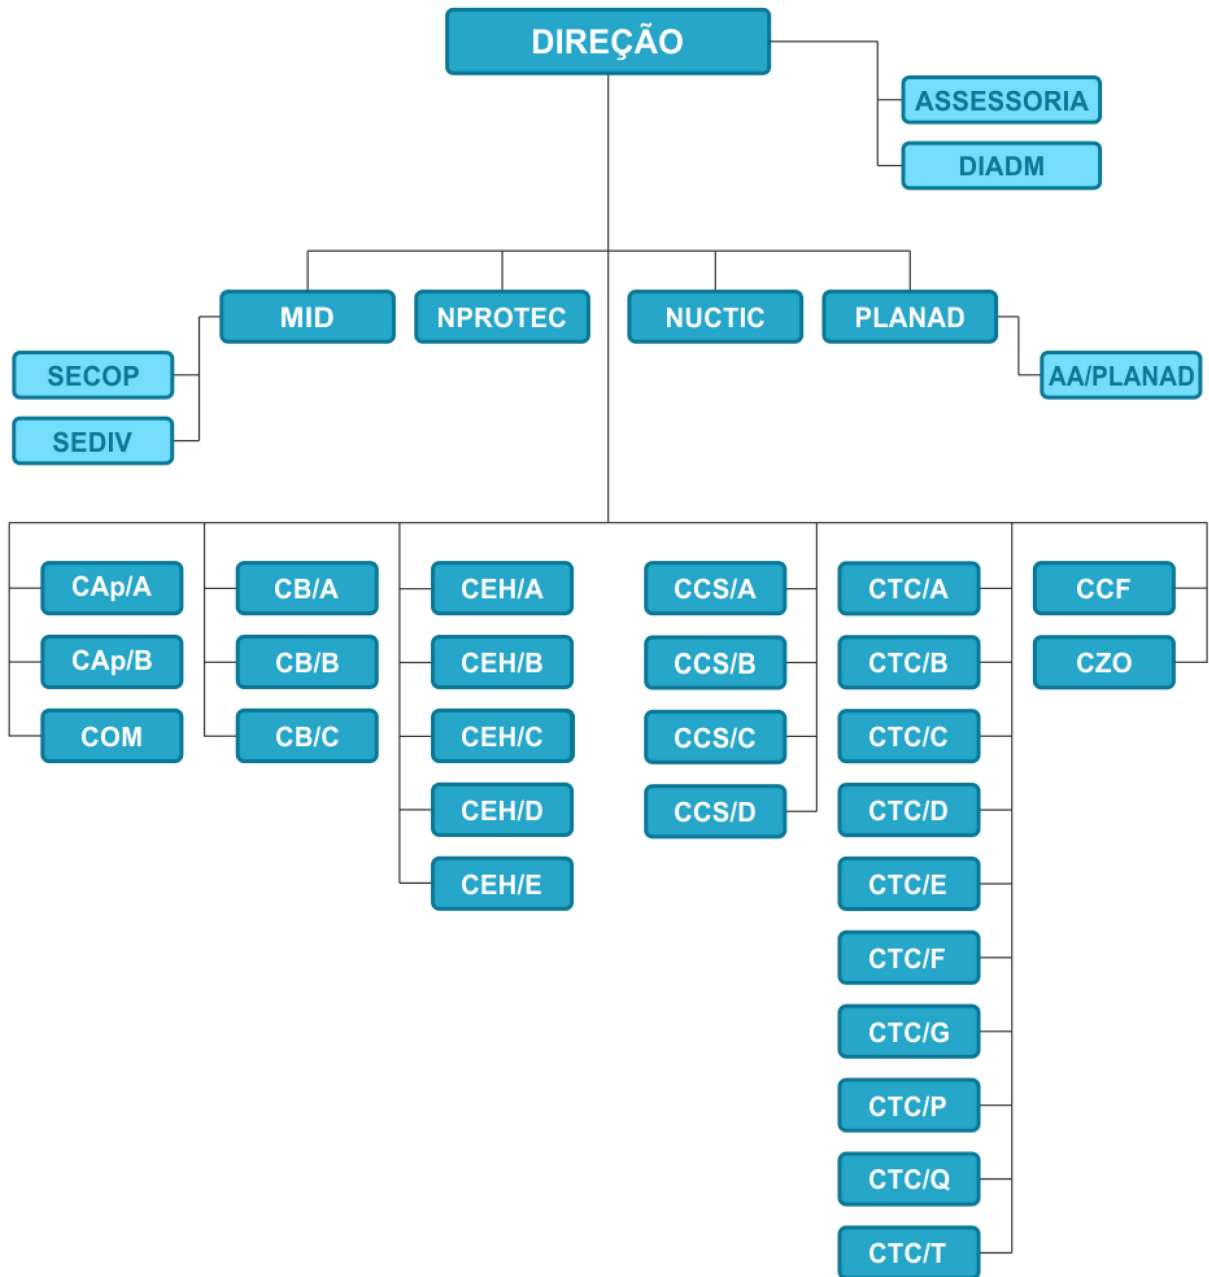 DIREÇÃO
ASSESSORIA
DIADM
MID
NPROTEC
NUCTIC
PLANAD
SECOP
SEDIV
AA/PLANAD
CAp/A
CAp/B
COM
CB/A
CB/B
CB/C
CEH/A
CEH/B
CEH/C
CEH/D
CEH/E
CCS/A
CCS/B
CCS/C
CCS/D
CTC/A
CTC/B
CTC/C
CTC/D
CTC/E
CTC/F
CTC/G
CTC/P
CTC/Q
CTC/T
CCF
CZO